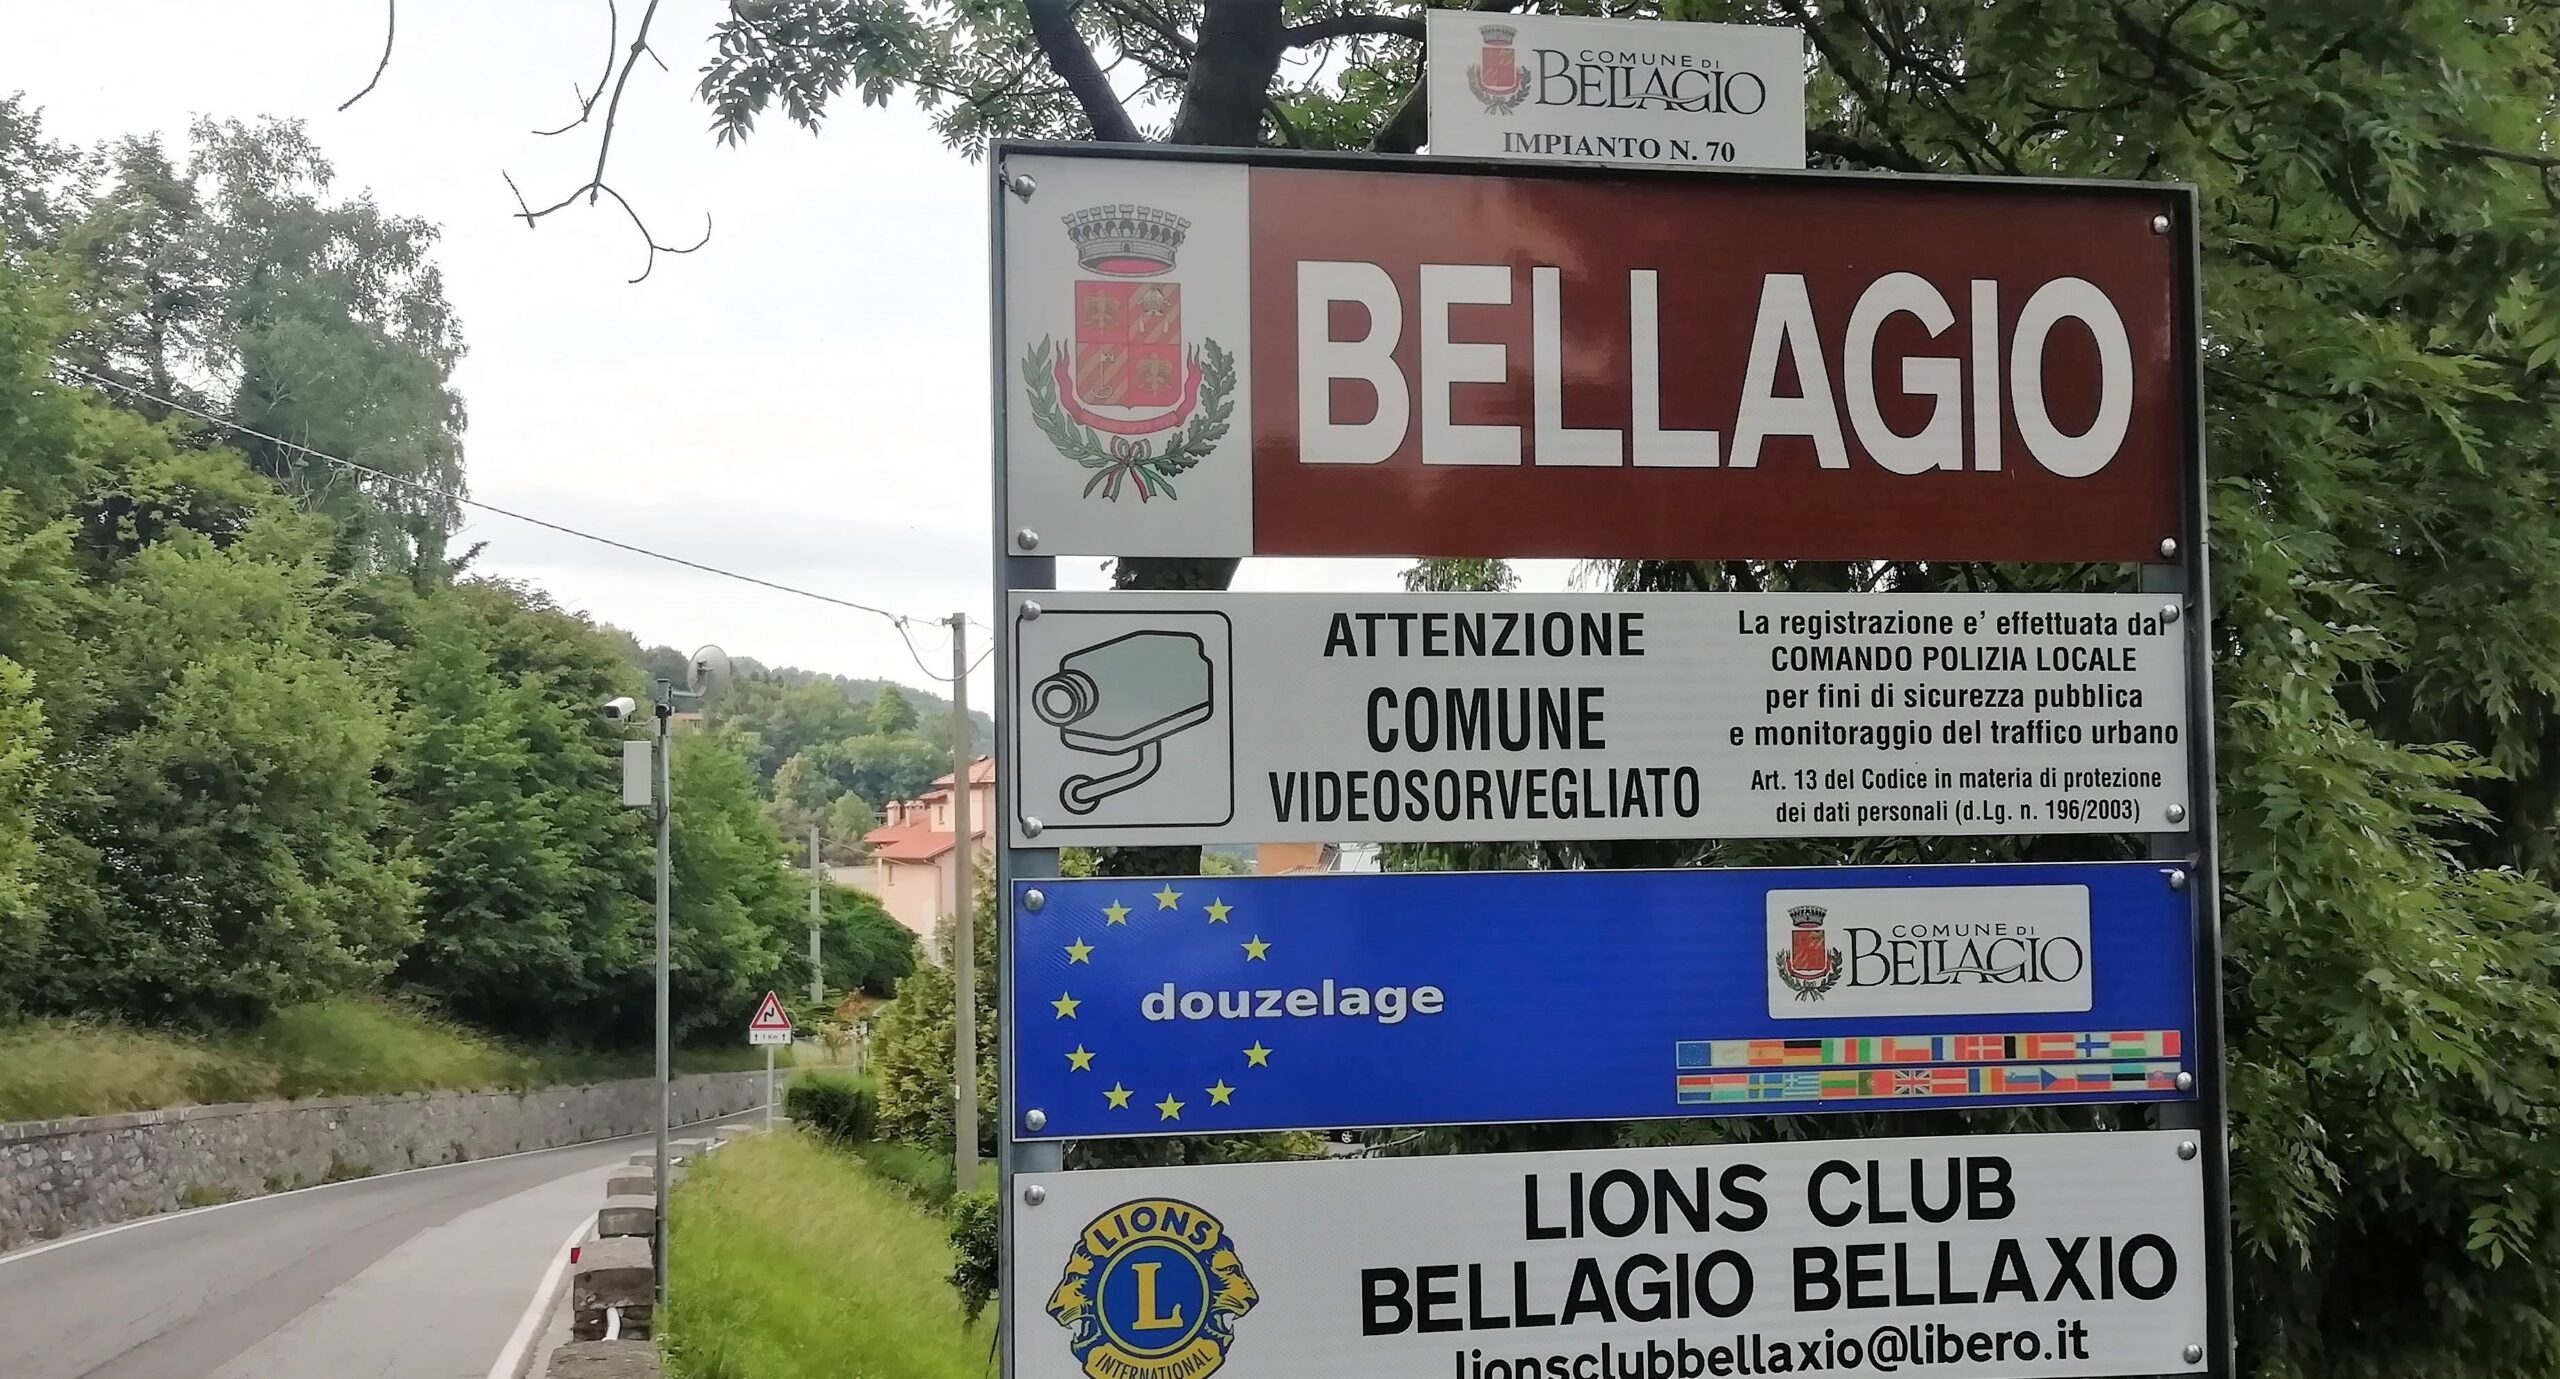 COMUNE DI
BELLAGIO
IMPIANTO N. 70
BELLAGIO
ATTENZIONE
COMUNE
VIDEOSORVEGLIATO
La registrazione e' effettuata dal
COMANDO POLIZIA LOCALE
per fini di sicurezza pubblica
e monitoraggio del traffico urbano
Art. 13 del Codice in materia di protezione
dei dati personali (d.Lg. n. 196/2003)
douzelage
COMUNE DI
BELLAGIO
1 Km
LIONS
L
INTERNATIONAL
LIONS CLUB
BELLAGIO BELLAXIO
lionsclubbellaxio@libero.it